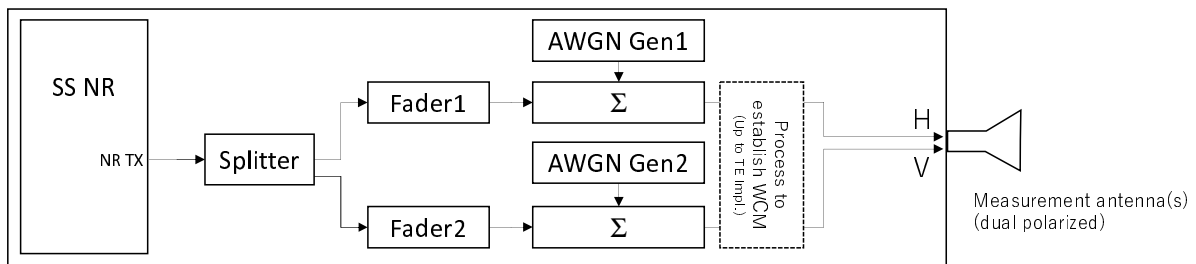 SS NR
NR TX
Splitter
Fader1
Fader2
AWGN Gen1
Σ
AWGN Gen2
Σ
Process to
establish WCM
(Up to TE Impl.)
H
V
Measurement antenna(s)
(dual polarized)